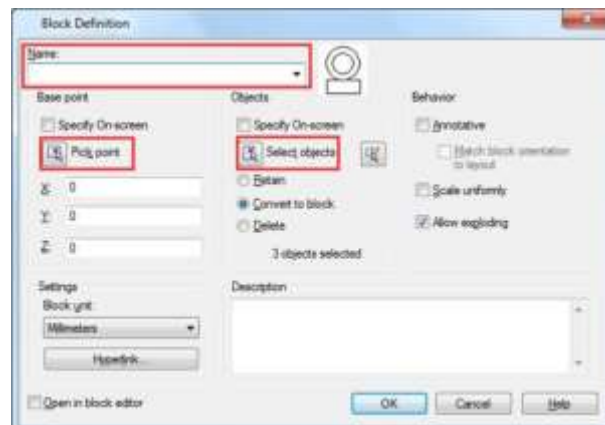 Block Definition
Name:
Base point
Specify On-screen
Pick point
X: 0
Y: 0
Z: 0
Objects
Specify On-screen
Select objects
Retain
Convert to block
Delete
3 objects selected
Behavior
Annotative
Match block orientation
to layout
Scale uniformly
Allow exploding
Settings
Block unit:
Millimeters
Hyperlink...
Description
Open in block editor
OK
Cancel
Help